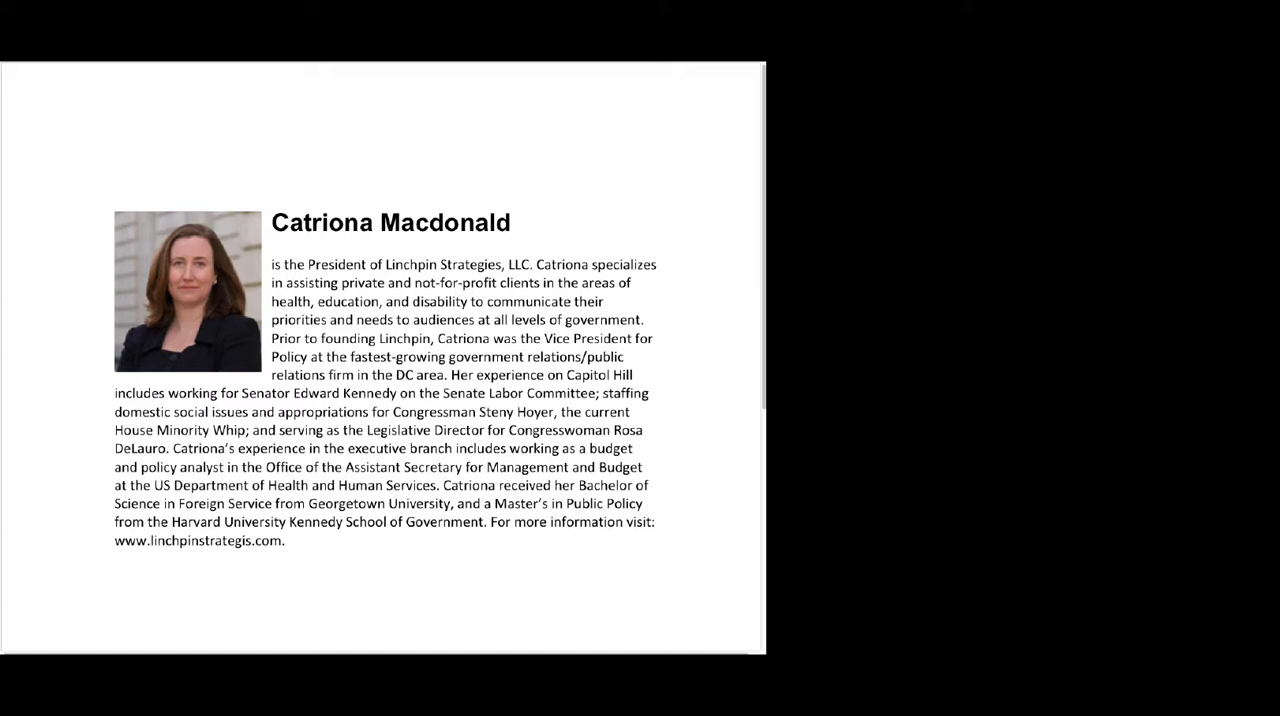 Catriona Macdonald
is the President of Linchpin Strategies, LLC. Catriona specializes
in assisting private and not-for-profit clients in the areas of
health, education, and disability to communicate their
priorities and needs to audiences at all levels of government.
Prior to founding Linchpin, Catriona was the Vice President for
Policy at the fastest-growing government relations/public
relations firm in the DC area. Her experience on Capitol Hill
includes working for Senator Edward Kennedy on the Senate Labor Committee; staffing
domestic social issues and appropriations for Congressman Steny Hoyer, the current
House Minority Whip; and serving as the Legislative Director for Congresswoman Rosa
DeLauro. Catriona’s experience in the executive branch includes working as a budget
and policy analyst in the Office of the Assistant Secretary for Management and Budget
at the US Department of Health and Human Services. Catriona received her Bachelor of
Science in Foreign Service from Georgetown University, and a Master’s in Public Policy
from the Harvard University Kennedy School of Government. For more information visit:
www.linchpinstrategis.com.